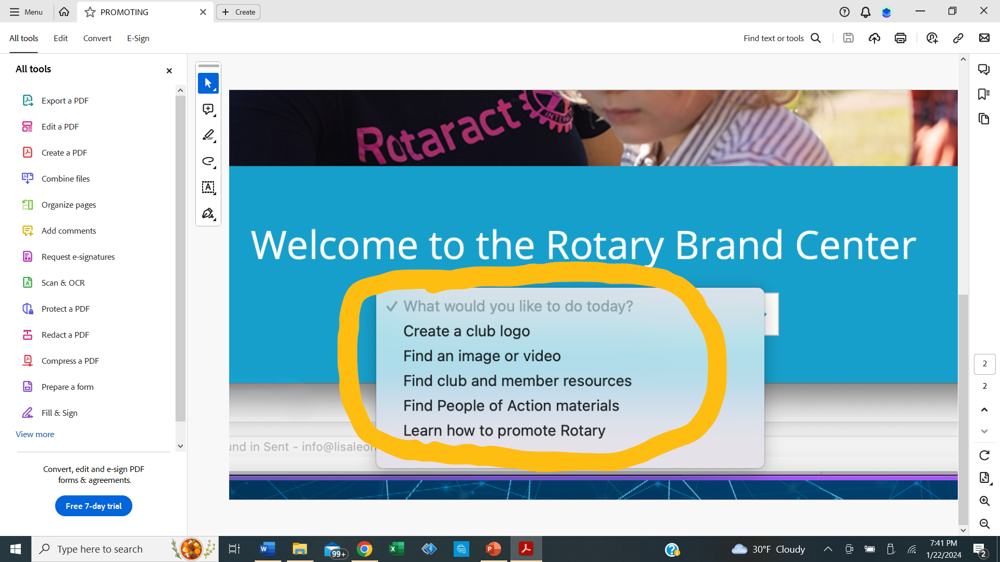 Menu
PROMOTING
Create
All tools
Edit
Convert
E-Sign
Find text or tools
All tools
Export a PDF
Edit a PDF
Create a PDF
Combine files
Organize pages
Add comments
Request e-signatures
Scan & OCR
Protect a PDF
Redact a PDF
Compress a PDF
Prepare a form
Fill & Sign
View more
Convert, edit and e-sign PDF
forms & agreements.
Free 7-day trial
Rotaract
INTERN
Welcome to the Rotary Brand Center
✓ What would you like to do today?
Create a club logo
Find an image or video
Find club and member resources
Find People of Action materials
Learn how to promote Rotary
und in Sent - info@lisaleon
2
2
Type here to search
99+
30°F Cloudy
7:41 PM
1/22/2024
2